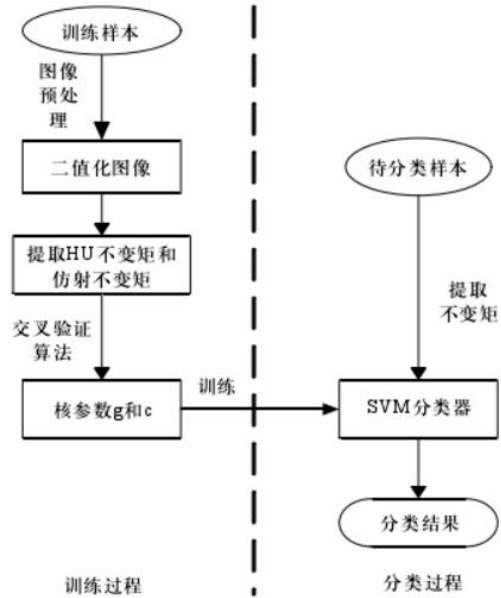 训练样本
图像
预处
理
二值化图像
提取HU不变矩和
仿射不变矩
交叉验证
算法
核参数g和c
训练
训练过程
待分类样本
提取
不变矩
SVM分类器
分类结果
分类过程